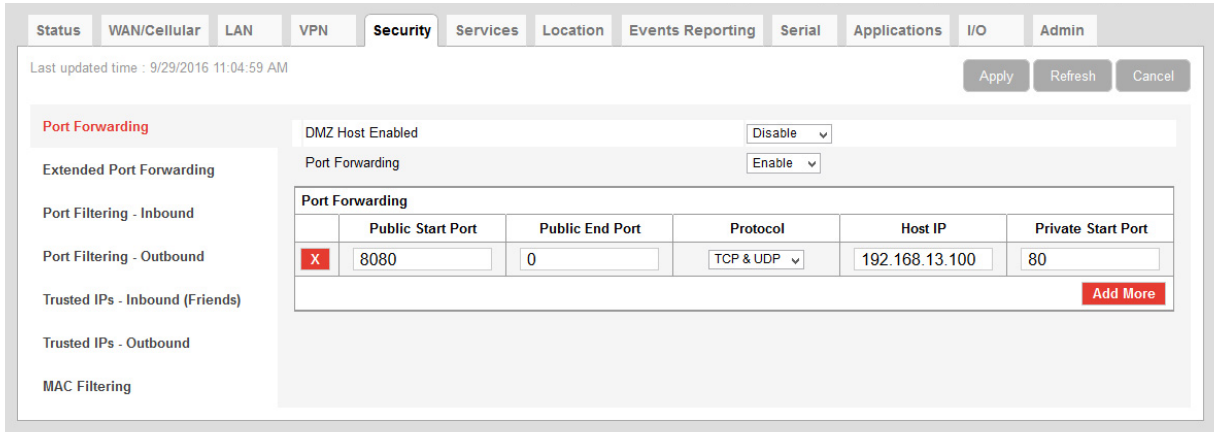 Status WAN/Cellular LAN VPN Security Services Location Events Reporting Serial Applications I/O Admin
Last updated time : 9/29/2016 11:04:59 AM
Apply Refresh Cancel
Port Forwarding
Extended Port Forwarding
Port Filtering - Inbound
Port Filtering - Outbound
Trusted IPs - Inbound (Friends)
Trusted IPs - Outbound
MAC Filtering
DMZ Host Enabled Disable
Port Forwarding Enable
Port Forwarding
Public Start Port Public End Port Protocol Host IP Private Start Port
X 8080 0 TCP & UDP 192.168.13.100 80
Add More